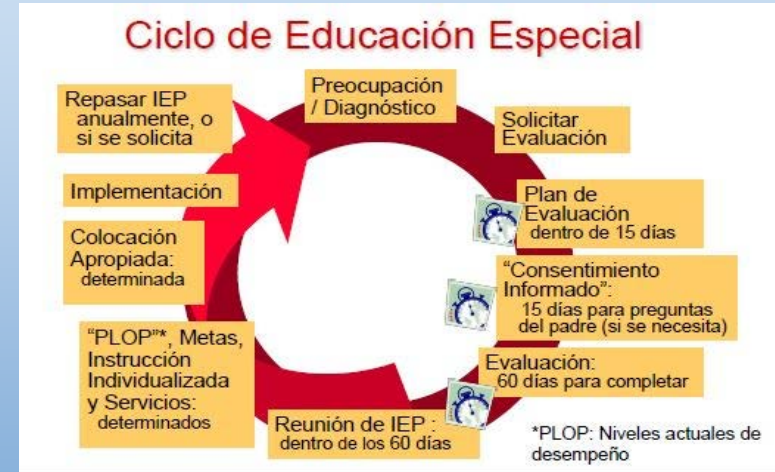 Ciclo de Educación Especial
Preocupación
/ Diagnóstico
Solicitar
Evaluación
Plan de
Evaluación
dentro de 15 días
“Consentimiento
Informado”:
15 días para preguntas
del padre (si se necesita)
Evaluación:
60 días para completar
Reunión de IEP :
dentro de los 60 días
“PLOP”*, Metas,
Instrucción
Individualizada
y Servicios:
determinados
Colocación
Apropiada:
determinada
Implementación
Repasar IEP
anualmente, o
si se solicita
*PLOP: Niveles actuales de
desempeño